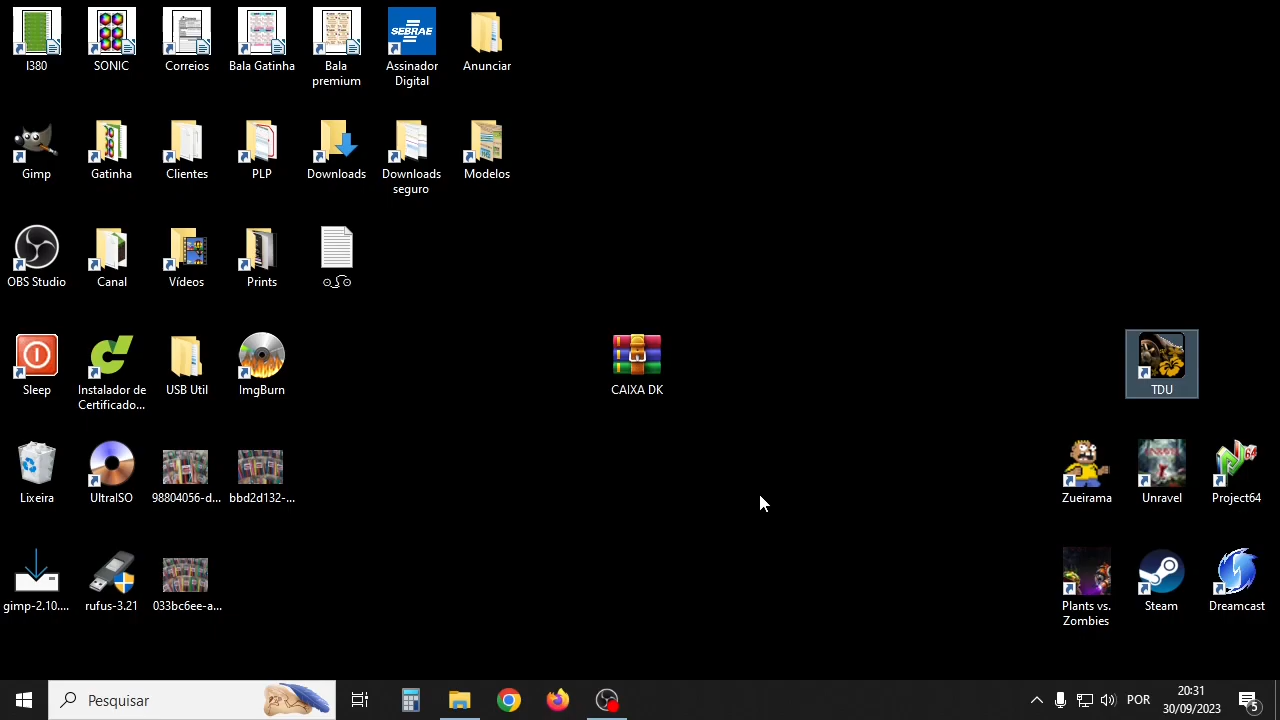 I380
SONIC
Correios
Bala Gatinha
Bala
premium
SEBRAE
Assinador
Digital
Anunciar
Gimp
Gatinha
Clientes
PLP
Downloads
Downloads
seguro
Modelos
OBS Studio
Canal
Vídeos
Prints
Sleep
Instalador de
Certificado...
USB Util
ImgBurn
CAIXA DK
TDU
Lixeira
UltraISO
98804056-d...
bbd2d132-...
Zueirama
Unravel
64
Project64
gimp-2.10....
rufus-3.21
033bc6ee-a...
Plants vs.
Zombies
Steam
Dreamcast
Pesquisar
POR
20:31
30/09/2023
5